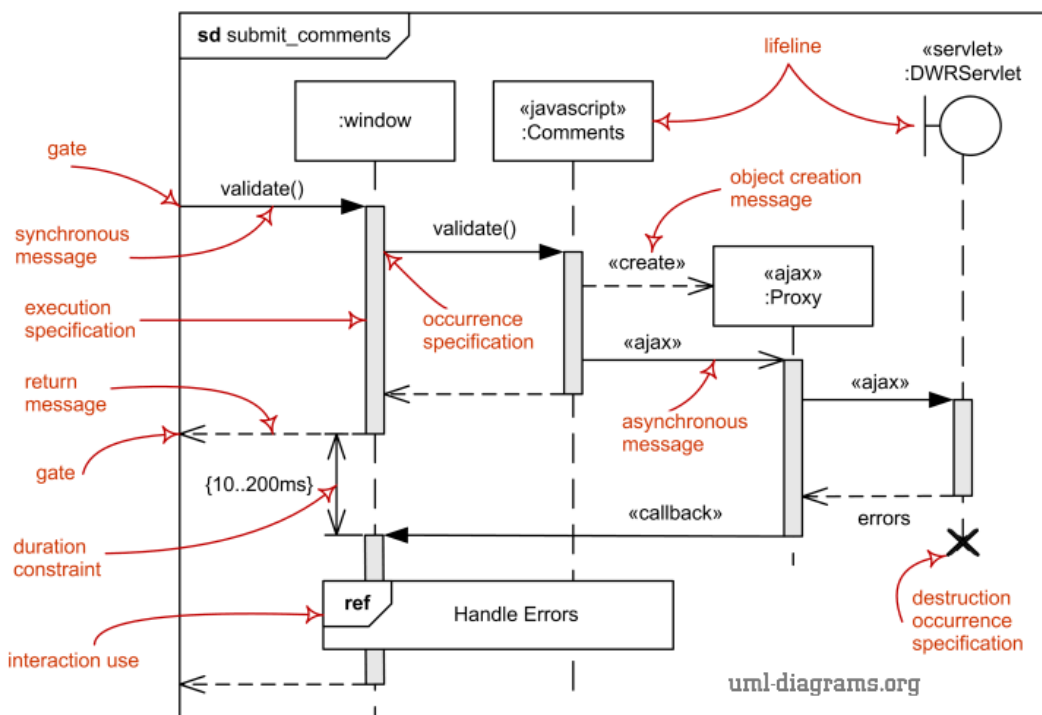 sd submit_comments
lifeline
«servlet»
:DWRServlet
:window
«javascript»
:Comments
gate
validate()
object creation
message
synchronous
message
validate()
«create»
«ajax»
:Proxy
execution
specification
occurrence
specification
«ajax»
return
message
«ajax»
asynchronous
message
gate
{10..200ms}
«callback»
errors
duration
constraint
ref
Handle Errors
destruction
occurrence
specification
interaction use
uml-diagrams.org